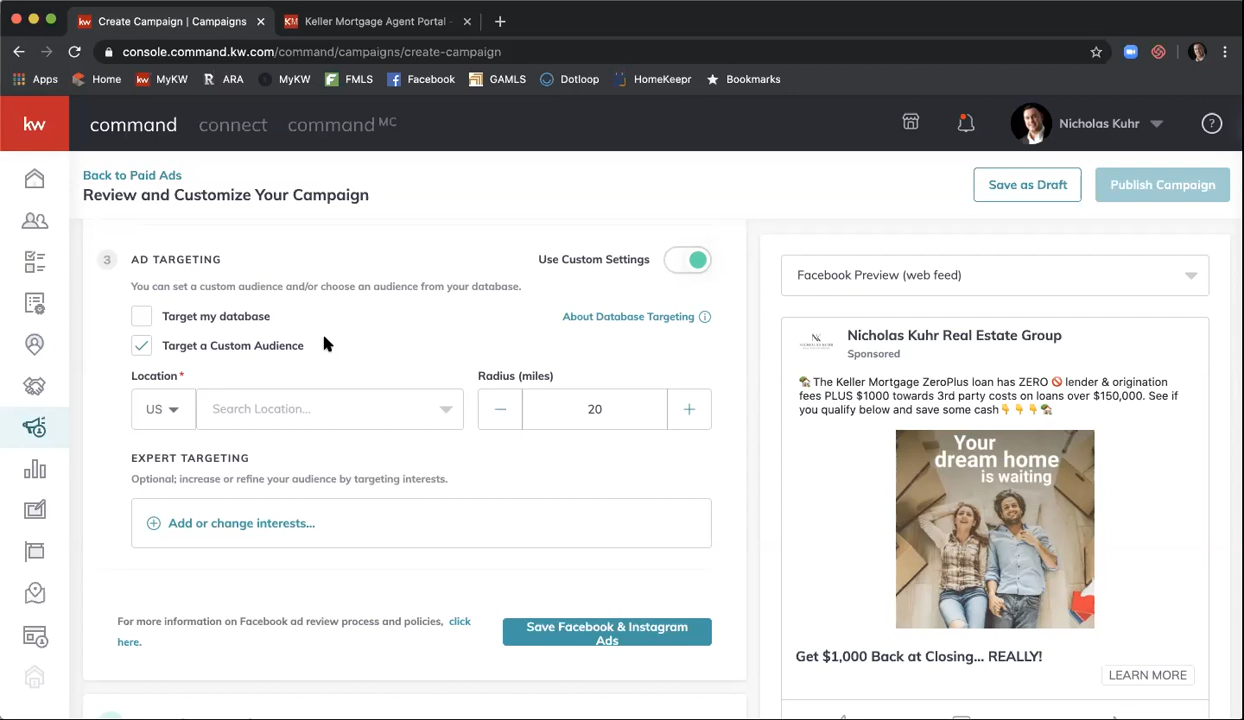 Create Campaign | Campaigns
KM Keller Mortgage Agent Portal -
console.command.kw.com/command/campaigns/create-campaign
Apps Home kw MyKW R ARA MyKW FMLS Facebook GAMLS Dotloop HomeKeepr Bookmarks
kw command connect command MC Nicholas Kuhr ?
Back to Paid Ads
Review and Customize Your Campaign
Save as Draft
Publish Campaign
3 AD TARGETING Use Custom Settings
You can set a custom audience and/or choose an audience from your database.
Target my database About Database Targeting
Target a Custom Audience
Location* Radius (miles)
US Search Location... 20
EXPERT TARGETING
Optional; increase or refine your audience by targeting interests.
Add or change interests...
For more information on Facebook ad review process and policies, click
here.
Save Facebook & Instagram
Ads
Facebook Preview (web feed)
Nicholas Kuhr Real Estate Group
Sponsored
🏡The Keller Mortgage ZeroPlus loan has ZERO 🚫 lender & origination
fees PLUS $1000 towards 3rd party costs on loans over $150,000. See if
you qualify below and save some cash👇👇👇🏡
Your
dream home
is waiting
Get $1,000 Back at Closing... REALLY!
LEARN MORE